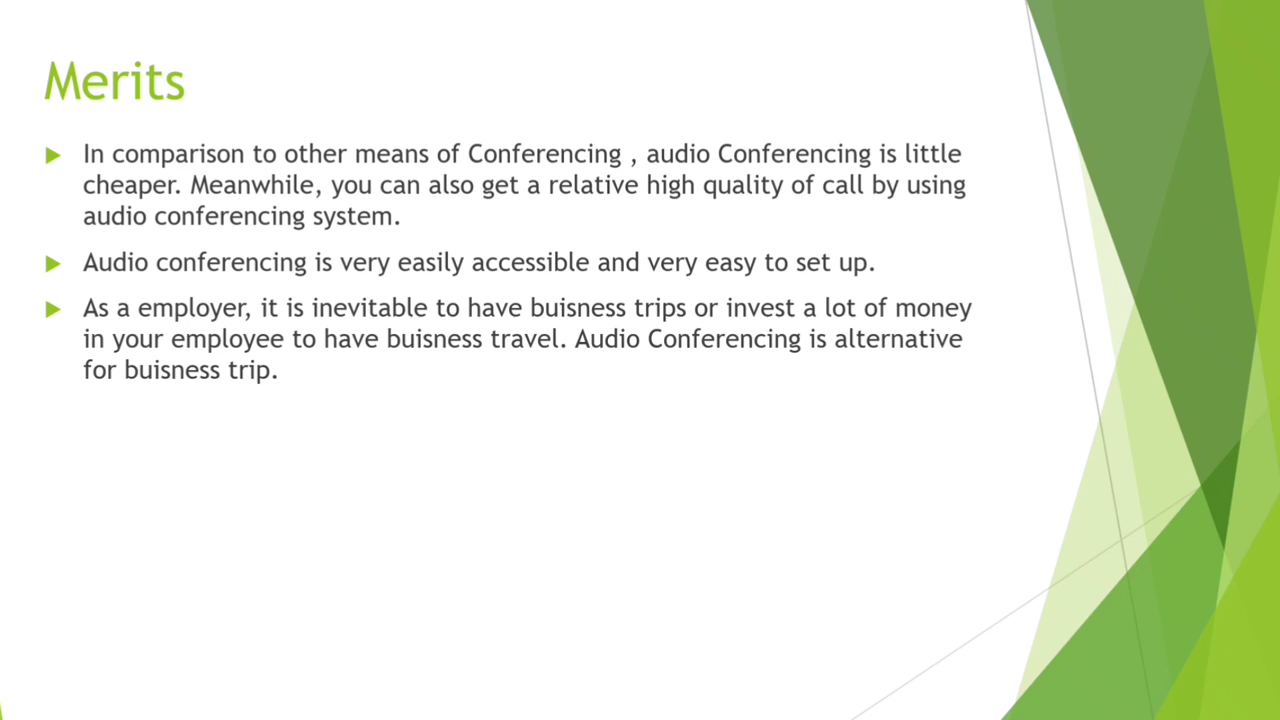 Merits
In comparison to other means of Conferencing , audio Conferencing is little
cheaper. Meanwhile, you can also get a relative high quality of call by using
audio conferencing system.
Audio conferencing is very easily accessible and very easy to set up.
As a employer, it is inevitable to have buisness trips or invest a lot of money
in your employee to have buisness travel. Audio Conferencing is alternative
for buisness trip.